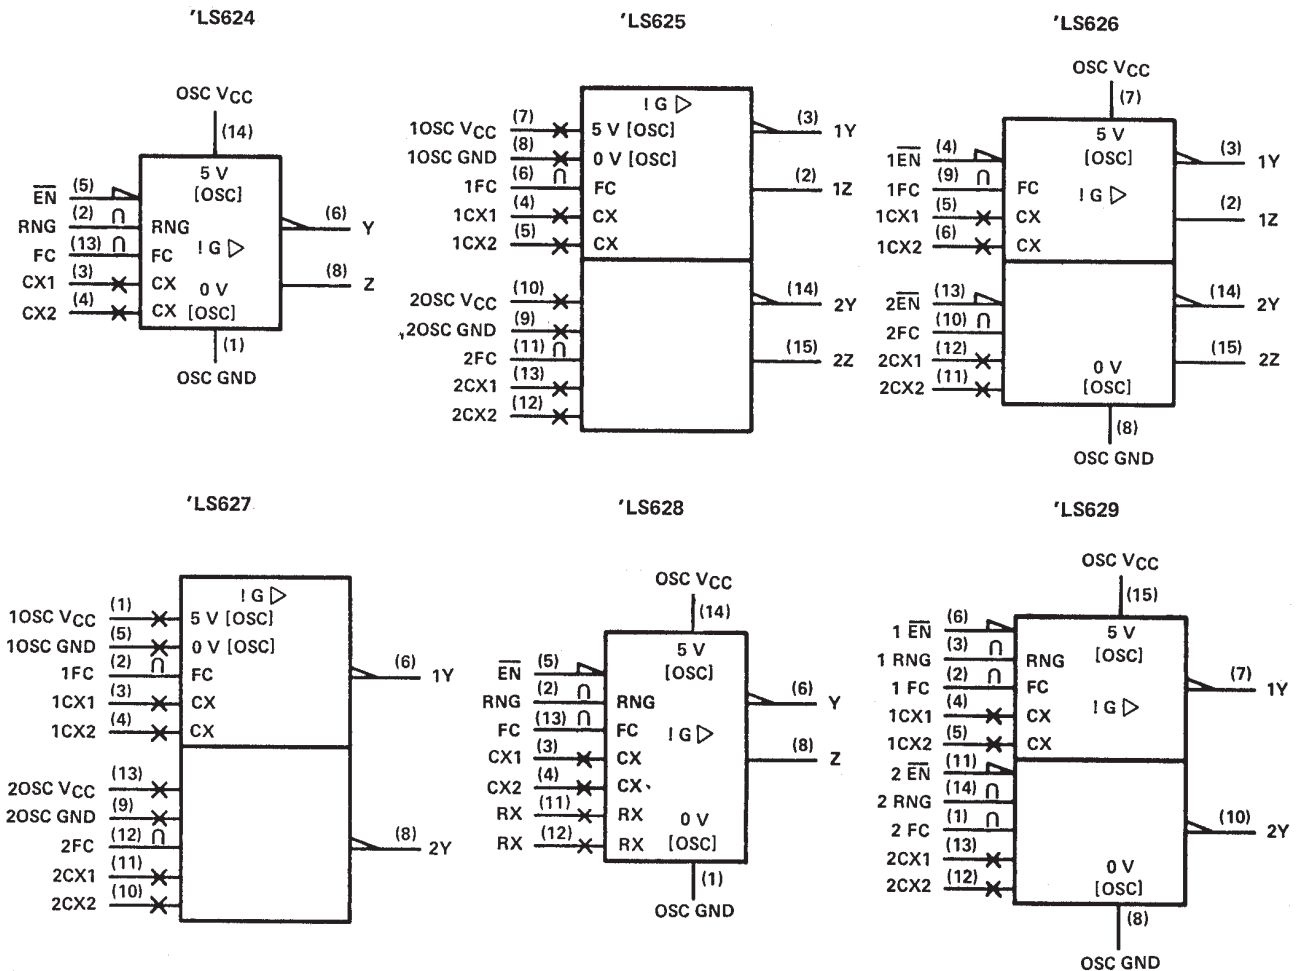 'LS624
OSC VCC
(14)
5 V
[OSC]
EN (5)
RNG (2) ∩ RNG
FC (13) ∩ FC
! G ▷
CX1 (3) CX
0 V
CX2 (4) CX [OSC]
(6) Y
(8) Z
(1)
OSC GND
'LS625
! G ▷
1OSC VCC (7) 5 V [OSC]
1OSC GND (8) 0 V [OSC]
1FC (6) ∩ FC
1CX1 (4) CX
1CX2 (5) CX
(3) 1Y
(2) 1Z
2OSC VCC (10)
2OSC GND (9)
2FC (11) ∩
2CX1 (13)
2CX2 (12)
(14) 2Y
(15) 2Z
'LS626
OSC VCC
(7)
5 V
[OSC]
1EN (4)
1FC (9) ∩ FC
! G ▷
1CX1 (5) CX
1CX2 (6) CX
(3) 1Y
(2) 1Z
2EN (13)
2FC (10) ∩
2CX1 (12)
2CX2 (11)
0 V
[OSC]
(14) 2Y
(15) 2Z
(8)
OSC GND
'LS627
! G ▷
1OSC VCC (1) 5 V [OSC]
1OSC GND (5) 0 V [OSC]
1FC (2) ∩ FC
1CX1 (3) CX
1CX2 (4) CX
(6) 1Y
2OSC VCC (13)
2OSC GND (9)
2FC (12) ∩
2CX1 (11)
2CX2 (10)
(8) 2Y
'LS628
OSC VCC
(14)
5 V
[OSC]
EN (5)
RNG (2) ∩ RNG
FC (13) ∩ FC
! G ▷
CX1 (3) CX
CX2 (4) CX
RX (11) RX
RX (12) RX
0 V
[OSC]
(6) Y
(8) Z
(1)
OSC GND
'LS629
OSC VCC
(15)
5 V
[OSC]
1 EN (6)
1 RNG (3) ∩ RNG
1 FC (2) ∩ FC
! G ▷
1CX1 (4) CX
1CX2 (5) CX
(7) 1Y
2 EN (11)
2 RNG (14) ∩
2 FC (1) ∩
2CX1 (13)
2CX2 (12)
0 V
[OSC]
(10) 2Y
(8)
OSC GND